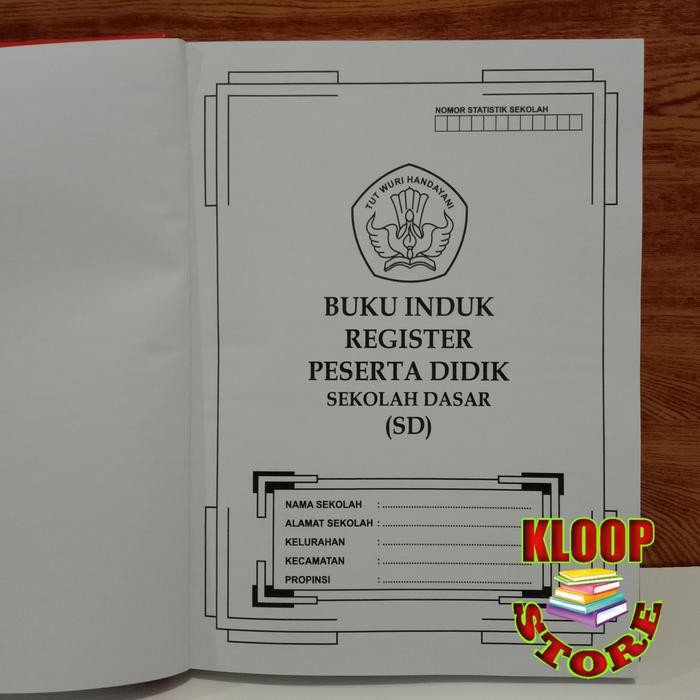 NOMOR STATISTIK SEKOLAH
TUT WURI HANDAYANI
BUKU INDUK
REGISTER
PESERTA DIDIK
SEKOLAH DASAR
(SD)
NAMA SEKOLAH : ................................................
ALAMAT SEKOLAH : ................................................
KELURAHAN : ................................................
KECAMATAN : ................................................
PROPINSI : ................................................
KLOOP
STORE